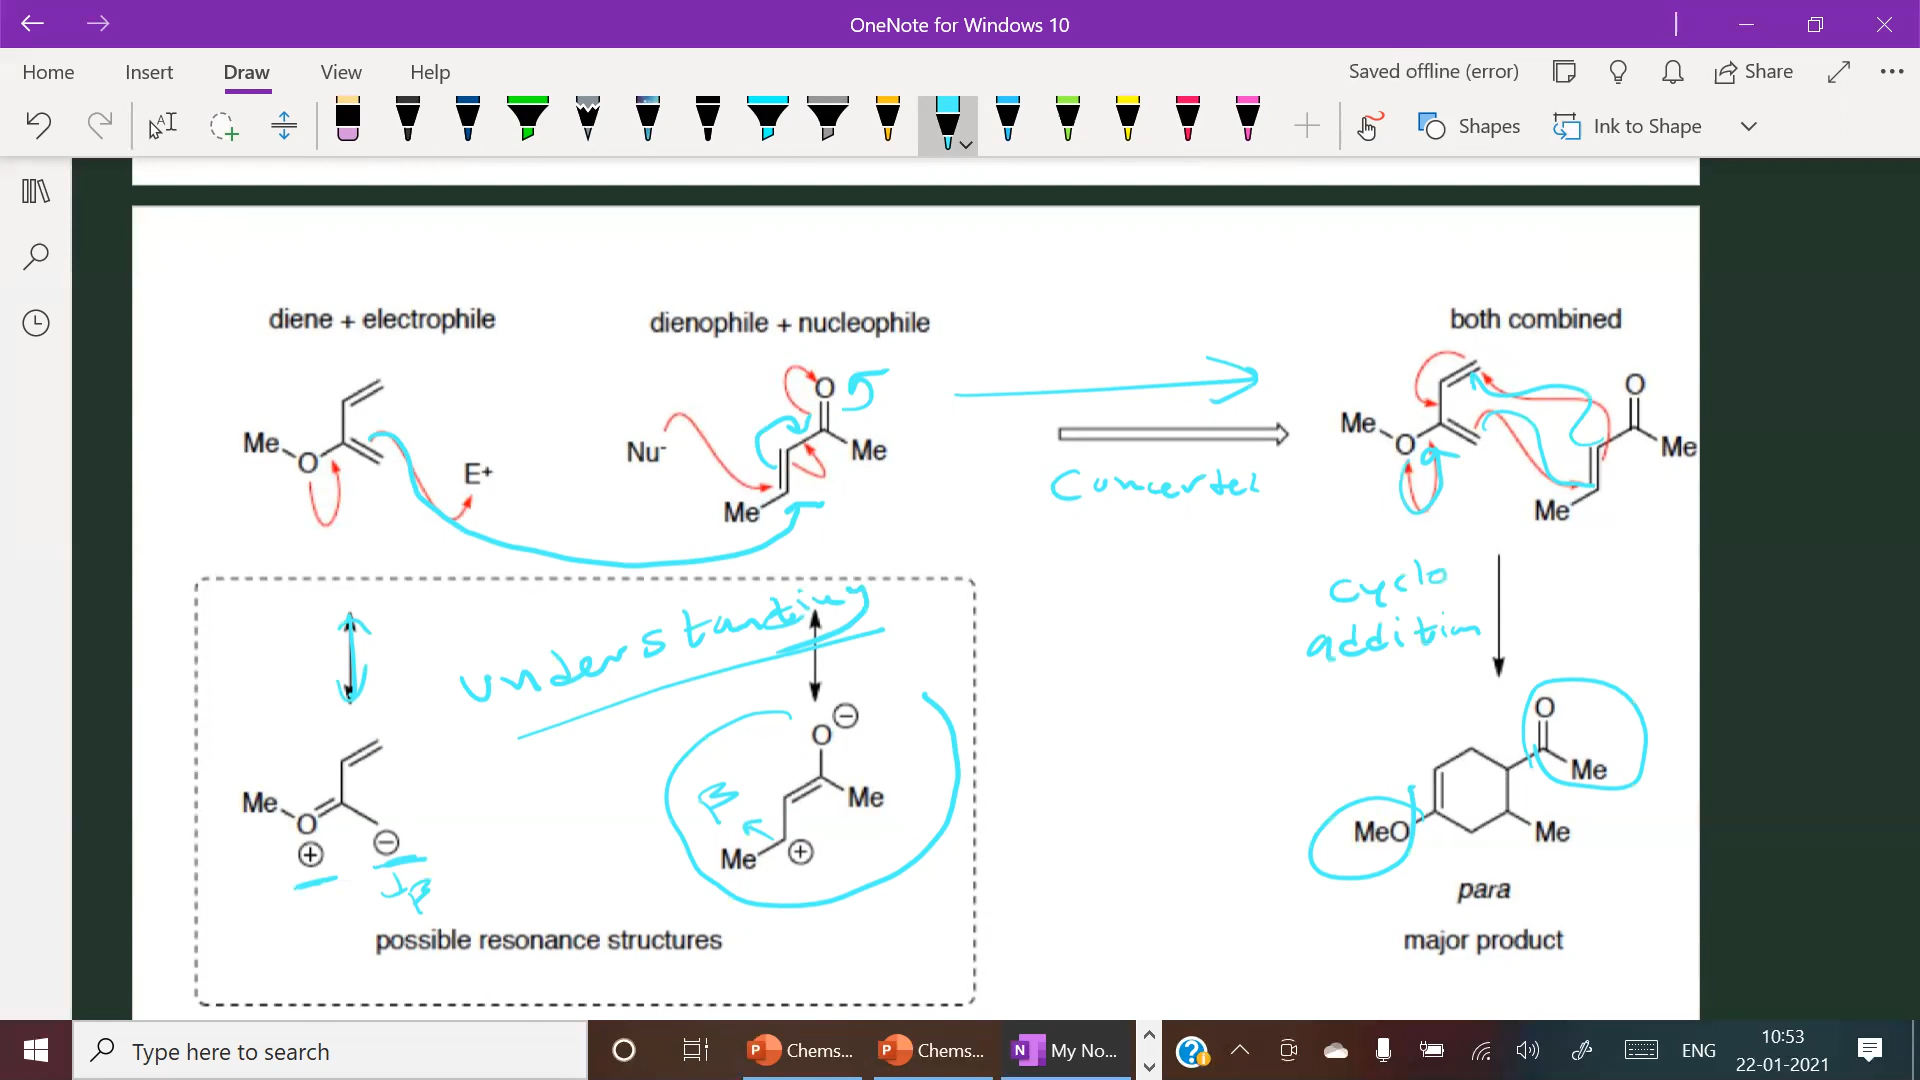 OneNote for Windows 10
Home Insert Draw View Help
Saved offline (error) Share
Shapes Ink to Shape
diene + electrophile
dienophile + nucleophile
both combined
Me O
E+
Nu-
O
Me
Me
Concerted
Me O
O
Me
Me
understanding
cyclo
addition
Me O
⊕ ⊖
β
O ⊖
β
Me
Me ⊕
O
Me
MeO
Me
para
possible resonance structures
major product
Type here to search
Chems...
Chems...
My No...
ENG
10:53
22-01-2021